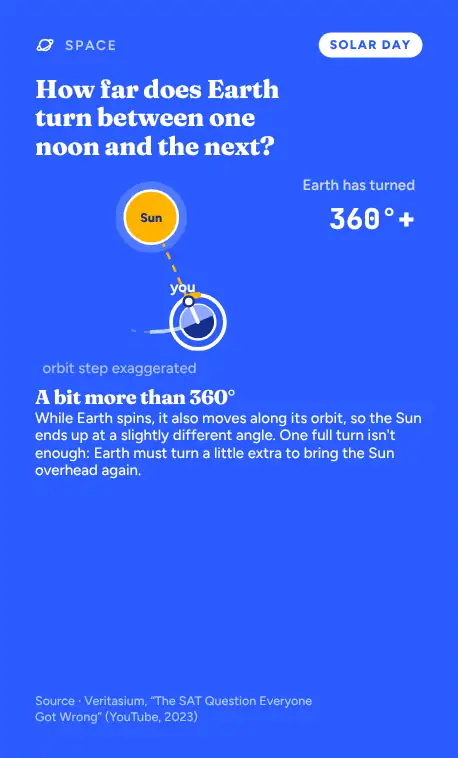 SPACE
SOLAR DAY
How far does Earth
turn between one
noon and the next?
Earth has turned
360°+
Sun
you
orbit step exaggerated
A bit more than 360°
While Earth spins, it also moves along its orbit, so the Sun
ends up at a slightly different angle. One full turn isn't
enough: Earth must turn a little extra to bring the Sun
overhead again.
Source · Veritasium, “The SAT Question Everyone
Got Wrong” (YouTube, 2023)